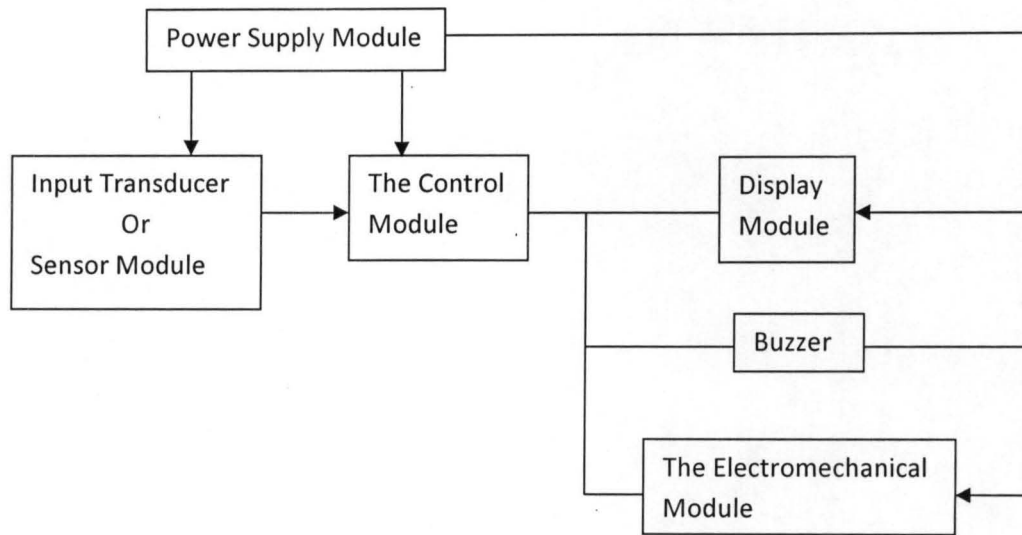 Power Supply Module
Input Transducer
Or
Sensor Module
The Control
Module
Display
Module
Buzzer
The Electromechanical
Module